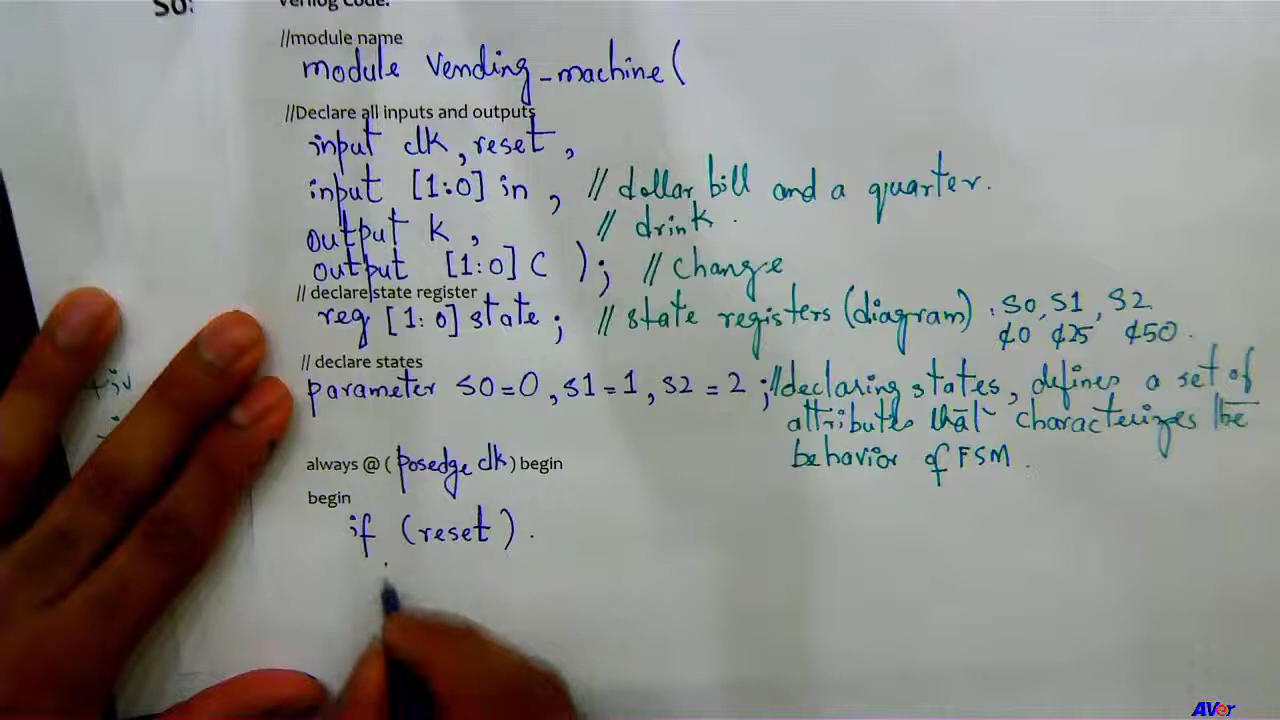 S0: Verilog Code:
//module name
module Vending_machine(
//Declare all inputs and outputs
input clk, reset,
input [1:0] in, // dollar bill and a quarter.
output k, // drink.
output [1:0] C ); // change
// declare state register
reg [1:0] state; // state registers (diagram) : S0, S1, S2
¢0 ¢25 ¢50.
// declare states
parameter S0=0, S1=1, S2=2; //declaring states, defines a set of
attributes that characterizes the
behavior of FSM.
always @ (posedge clk) begin
begin
if (reset).
AVer